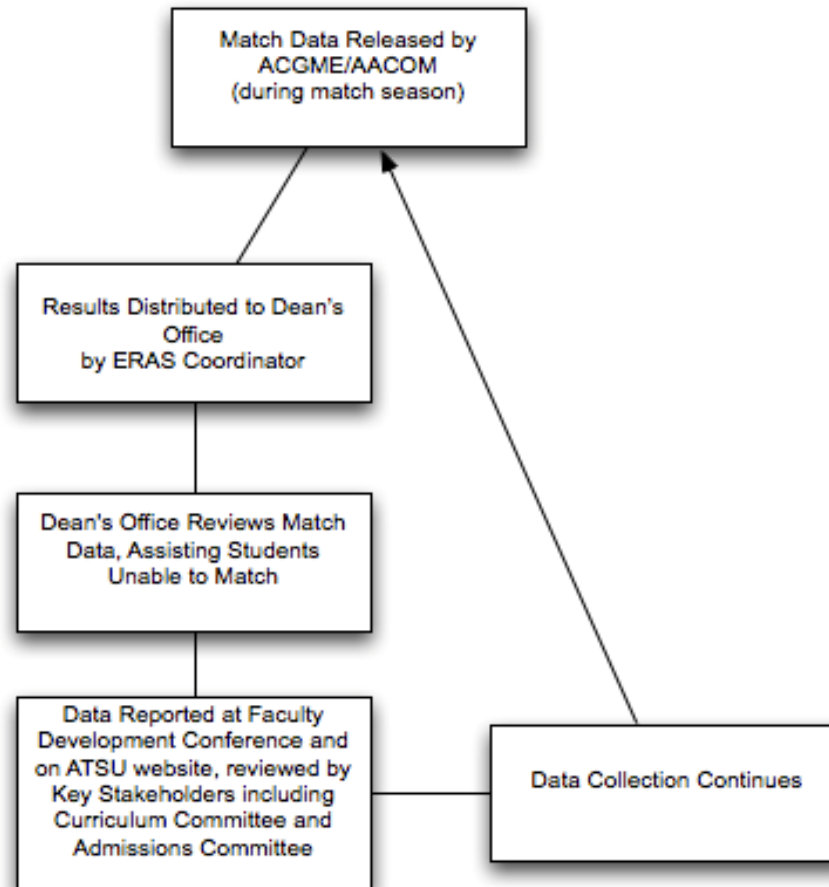 Match Data Released by
ACGME/AACOM
(during match season)
Results Distributed to Dean's
Office
by ERAS Coordinator
Dean's Office Reviews Match
Data, Assisting Students
Unable to Match
Data Reported at Faculty
Development Conference and
on ATSU website, reviewed by
Key Stakeholders including
Curriculum Committee and
Admissions Committee
Data Collection Continues